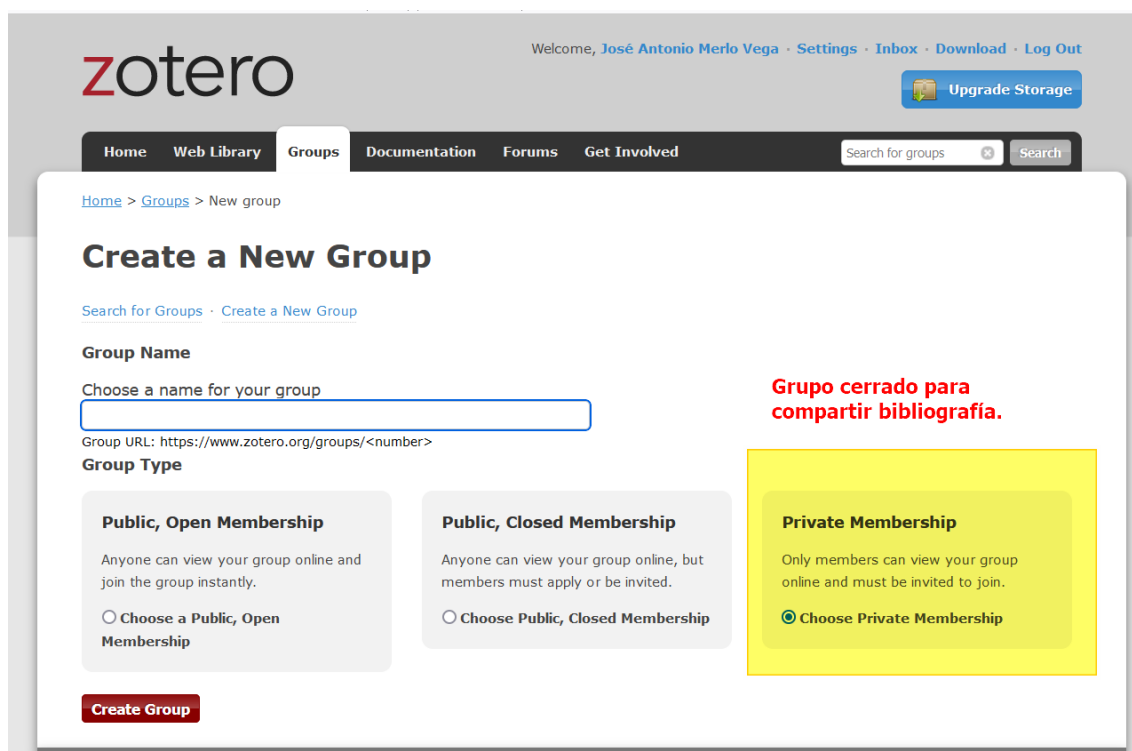 zotero
Welcome, José Antonio Merlo Vega · Settings · Inbox · Download · Log Out
Upgrade Storage
Home Web Library Groups Documentation Forums Get Involved Search for groups Search
Home > Groups > New group
Create a New Group
Search for Groups · Create a New Group
Group Name
Choose a name for your group
Group URL: https://www.zotero.org/groups/<number>
Group Type
Grupo cerrado para
compartir bibliografía.
Public, Open Membership
Anyone can view your group online and
join the group instantly.
Choose a Public, Open
Membership
Public, Closed Membership
Anyone can view your group online, but
members must apply or be invited.
Choose Public, Closed Membership
Private Membership
Only members can view your group
online and must be invited to join.
Choose Private Membership
Create Group